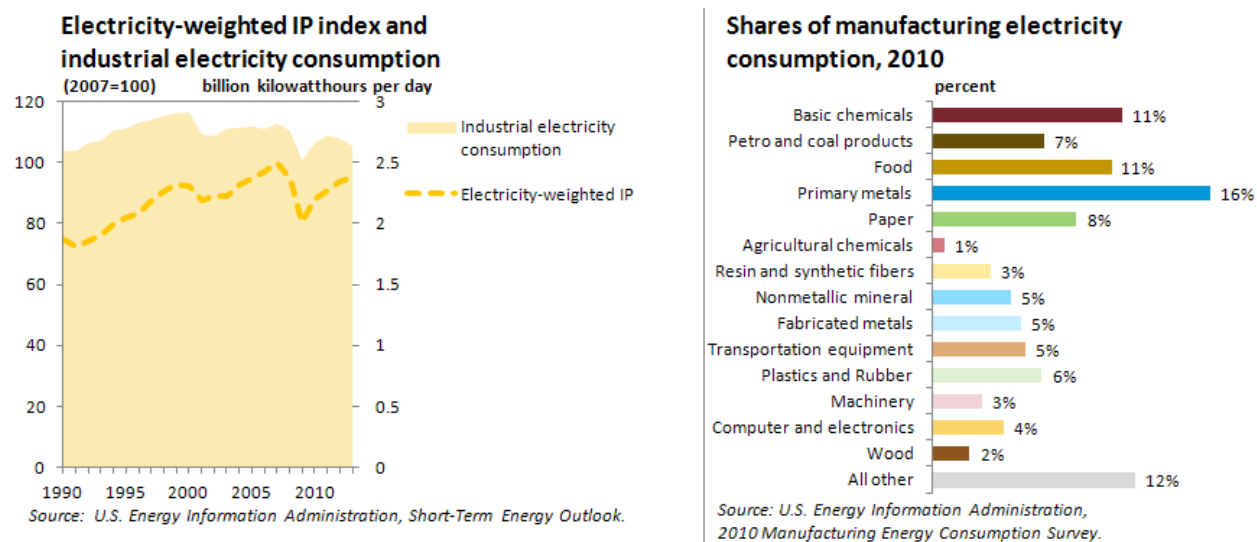 Electricity-weighted IP index and
industrial electricity consumption
(2007=100) billion kilowatthours per day
120
100
80
60
40
20
0
3
2.5
2
1.5
1
0.5
0
1990 1995 2000 2005 2010
Industrial electricity
consumption
Electricity-weighted IP
Source: U.S. Energy Information Administration, Short-Term Energy Outlook.
Shares of manufacturing electricity
consumption, 2010
percent
Basic chemicals 11%
Petro and coal products 7%
Food 11%
Primary metals 16%
Paper 8%
Agricultural chemicals 1%
Resin and synthetic fibers 3%
Nonmetallic mineral 5%
Fabricated metals 5%
Transportation equipment 5%
Plastics and Rubber 6%
Machinery 3%
Computer and electronics 4%
Wood 2%
All other 12%
Source: U.S. Energy Information Administration,
2010 Manufacturing Energy Consumption Survey.